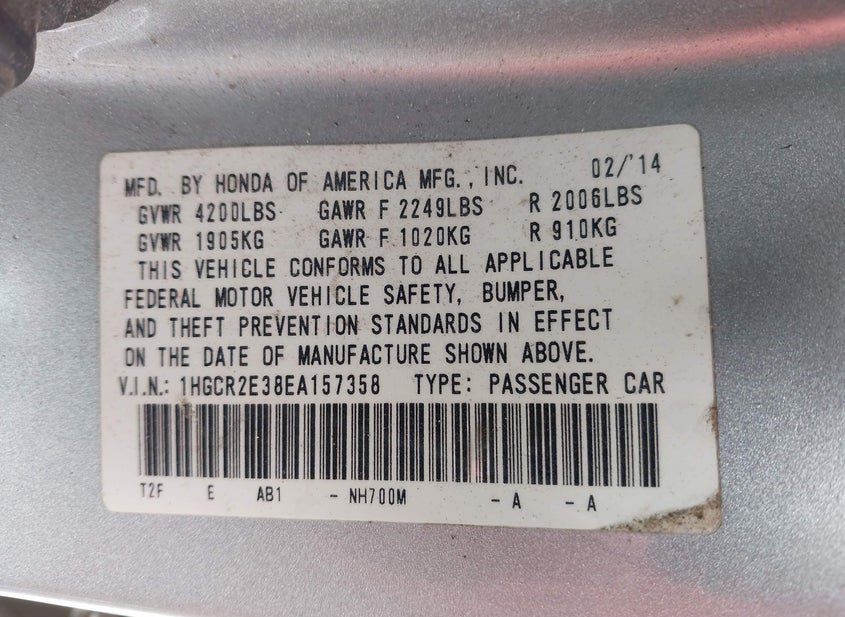 MFD. BY HONDA OF AMERICA MFG., INC. 02/'14
GVWR 4200LBS GAWR F 2249LBS R 2006LBS
GVWR 1905KG GAWR F 1020KG R 910KG
THIS VEHICLE CONFORMS TO ALL APPLICABLE
FEDERAL MOTOR VEHICLE SAFETY, BUMPER,
AND THEFT PREVENTION STANDARDS IN EFFECT
ON THE DATE OF MANUFACTURE SHOWN ABOVE.
V.I.N.: 1HGCR2E38EA157358 TYPE: PASSENGER CAR
T2F E AB1 - NH700M - A - A